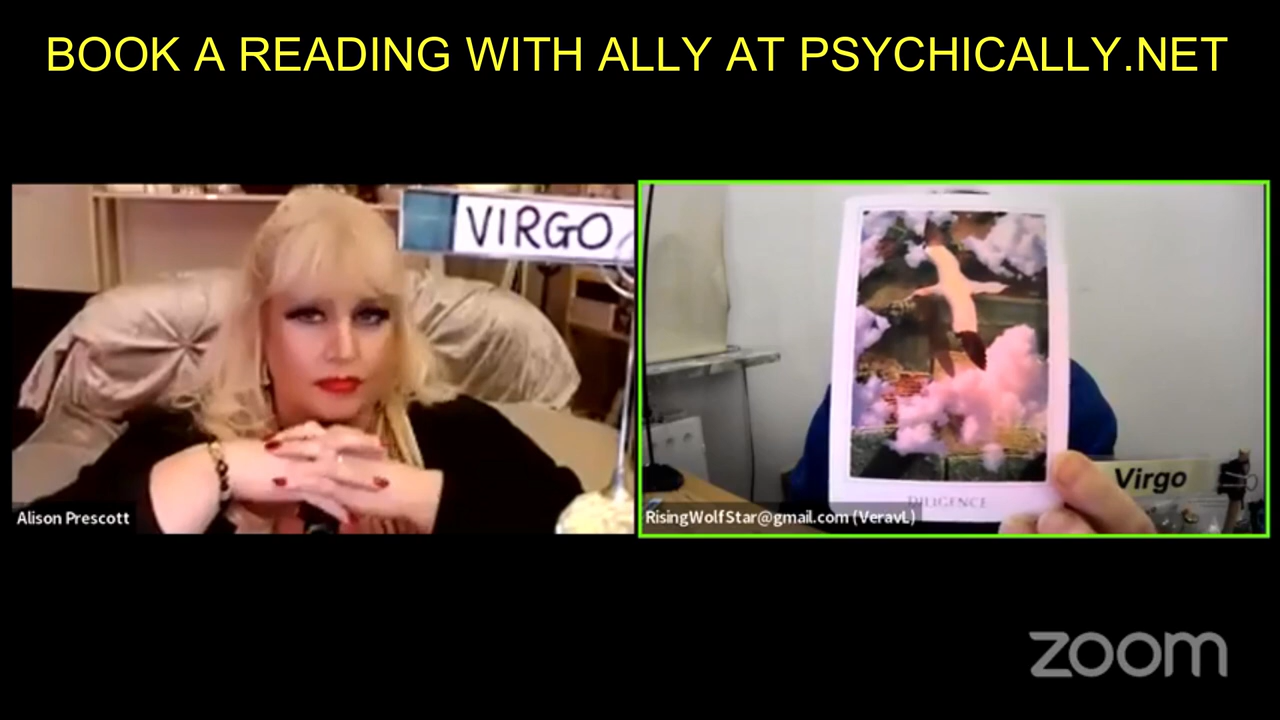 BOOK A READING WITH ALLY AT PSYCHICALLY.NET
VIRGO
DILIGENCE
Virgo
Alison Prescott
RisingWolfStar@gmail.com (VeravL)
zoom